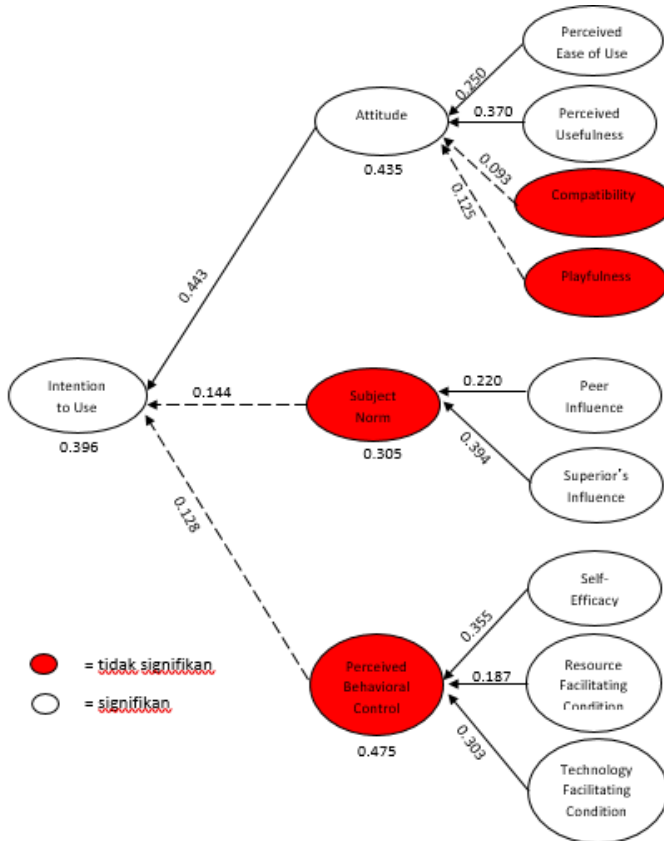 Perceived
Ease of Use
0.250
Attitude
0.370
Perceived
Usefulness
0.435
0.093
0.125
Compatibility
Playfulness
0.443
Intention
to Use
0.396
0.144
Subject
Norm
0.305
0.220
Peer
Influence
0.394
Superior's
Influence
0.128
Self-
Efficacy
0.355
= tidak signifikan
= signifikan
Perceived
Behavioral
Control
0.475
0.187
Resource
Facilitating
Condition
0.303
Technology
Facilitating
Condition